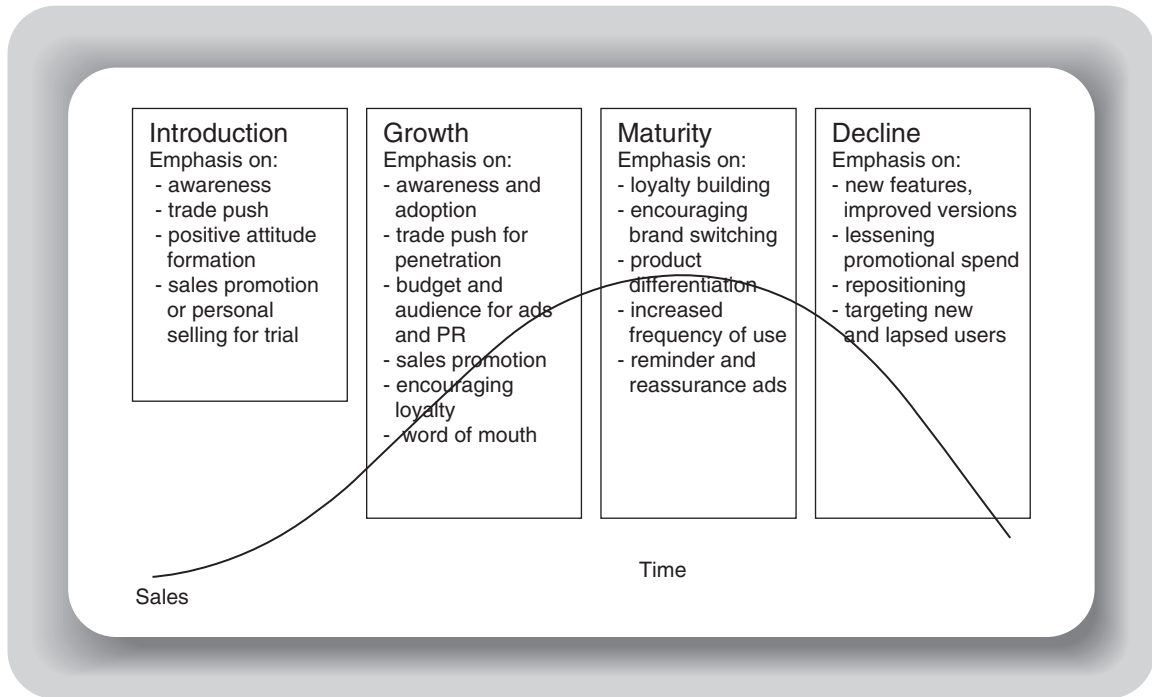 Introduction
Emphasis on:
- awareness
- trade push
- positive attitude
formation
- sales promotion
or personal
selling for trial
Growth
Emphasis on:
- awareness and
adoption
- trade push for
penetration
- budget and
audience for ads
and PR
- sales promotion
- encouraging
loyalty
- word of mouth
Maturity
Emphasis on:
- loyalty building
- encouraging
brand switching
- product
differentiation
- increased
frequency of use
- reminder and
reassurance ads
Decline
Emphasis on:
- new features,
improved versions
- lessening
promotional spend
- repositioning
- targeting new
and lapsed users
Time
Sales